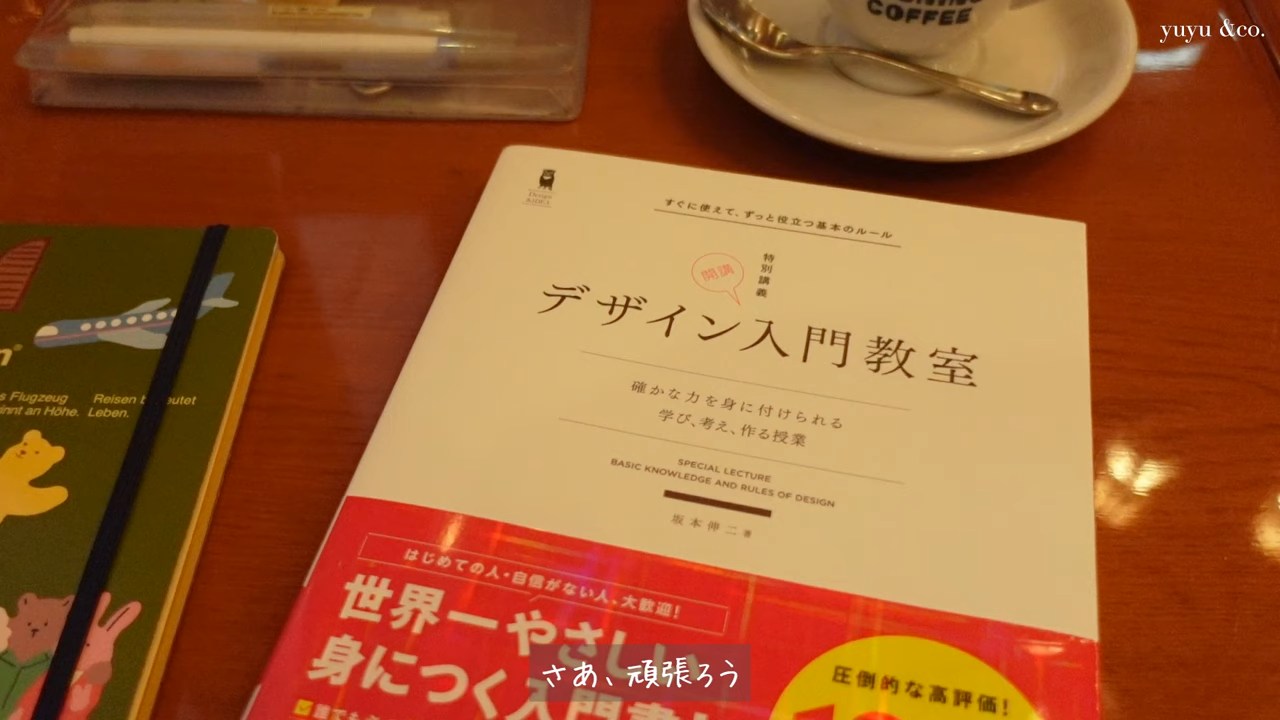 COFFEE
yuyu &co.
すぐに使えて、ずっと役立つ基本のルール
開講
特別講義
デザイン入門教室
確かな力を身に付けられる
学び、考え、作る授業
SPECIAL LECTURE
BASIC KNOWLEDGE AND RULES OF DESIGN
坂本伸二 著
はじめての人・自信がない人、大歓迎!
世界一やさしい
身につく入門書
圧倒的な高評価!
さあ、頑張ろう
Flugzeug
an Höhe.
Reisen
Leben.